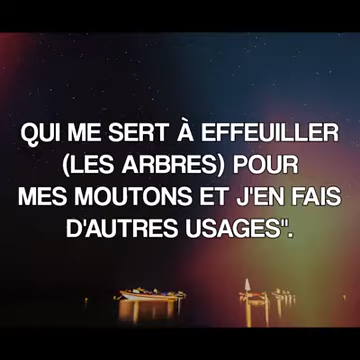 QUI ME SERT À EFFEUILLER
(LES ARBRES) POUR
MES MOUTONS ET J'EN FAIS
D'AUTRES USAGES".